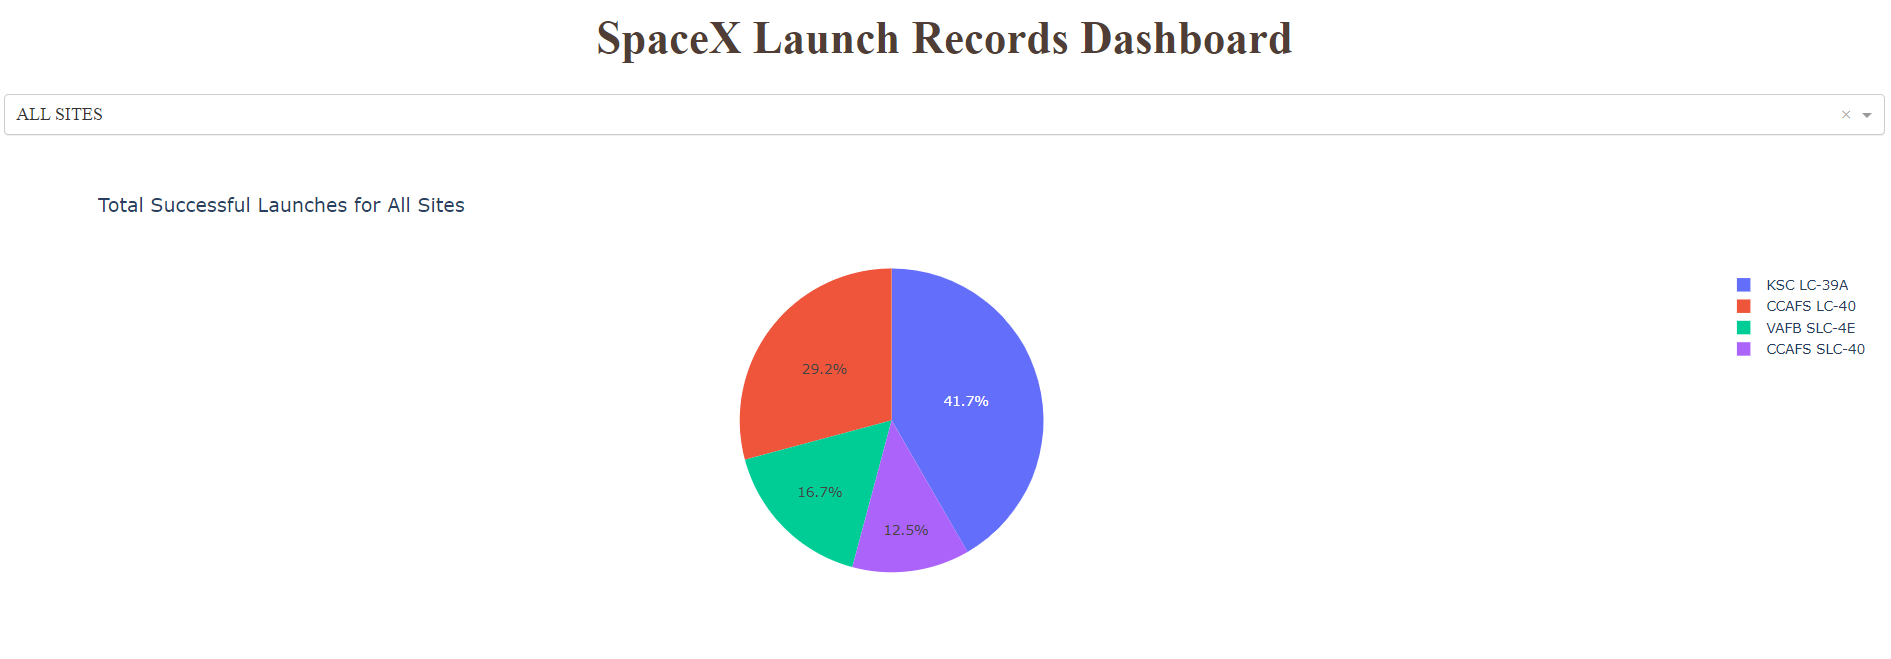 SpaceX Launch Records Dashboard
ALL SITES
×
Total Successful Launches for All Sites
KSC LC-39A
CCAFS LC-40
VAFB SLC-4E
CCAFS SLC-40
29.2%
41.7%
16.7%
12.5%